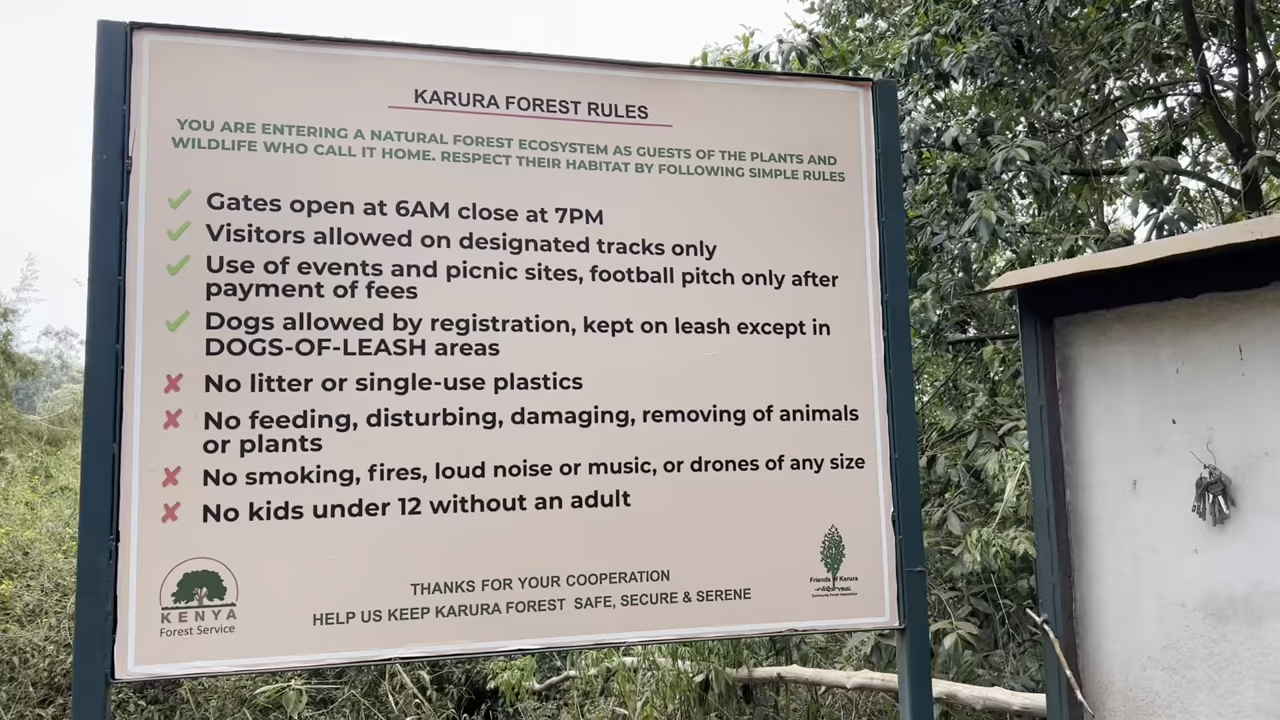 KARURA FOREST RULES
YOU ARE ENTERING A NATURAL FOREST ECOSYSTEM AS GUESTS OF THE PLANTS AND
WILDLIFE WHO CALL IT HOME. RESPECT THEIR HABITAT BY FOLLOWING SIMPLE RULES
Gates open at 6AM close at 7PM
Visitors allowed on designated tracks only
Use of events and picnic sites, football pitch only after
payment of fees
Dogs allowed by registration, kept on leash except in
DOGS-OF-LEASH areas
No litter or single-use plastics
No feeding, disturbing, damaging, removing of animals
or plants
No smoking, fires, loud noise or music, or drones of any size
No kids under 12 without an adult
THANKS FOR YOUR COOPERATION
HELP US KEEP KARURA FOREST SAFE, SECURE & SERENE
KENYA
Forest Service
Friends of Karura
Community Forest Association